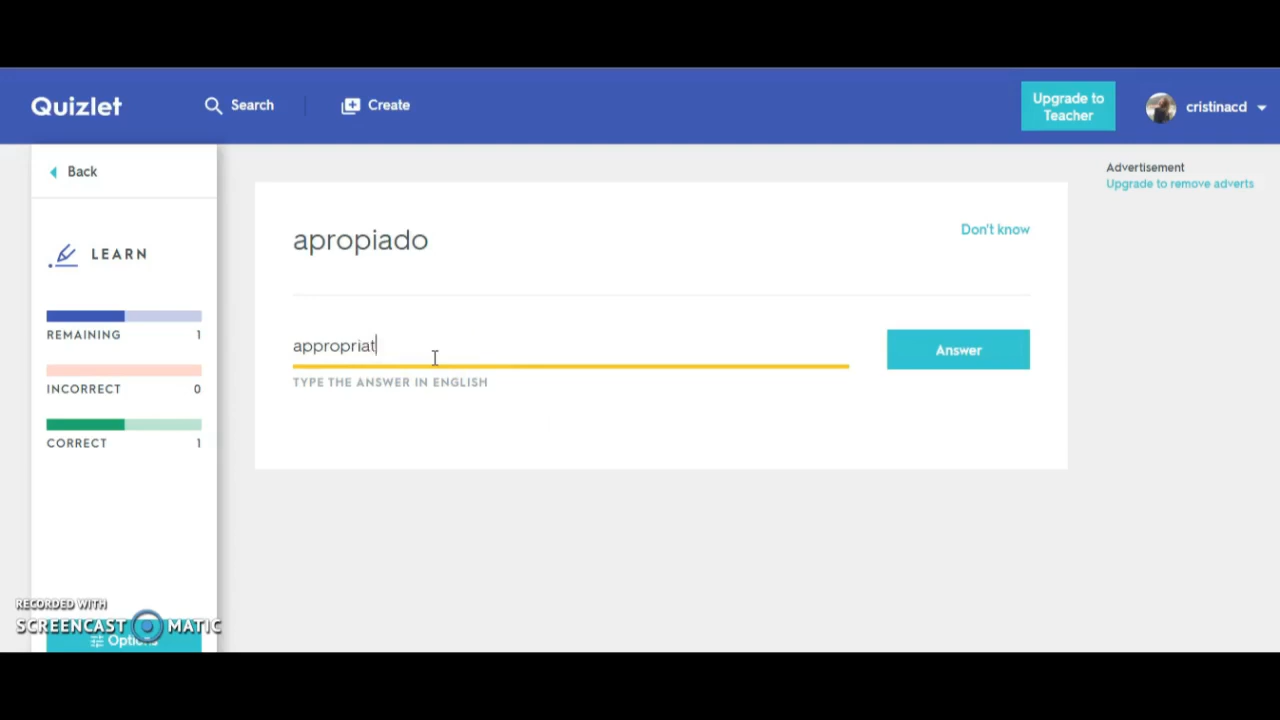 Quizlet
Search
Create
Upgrade to
Teacher
cristinacd
Back
Advertisement
Upgrade to remove adverts
LEARN
REMAINING 1
INCORRECT 0
CORRECT 1
apropiado
Don't know
appropriat
Answer
TYPE THE ANSWER IN ENGLISH
RECORDED WITH
SCREENCAST MATIC
Options